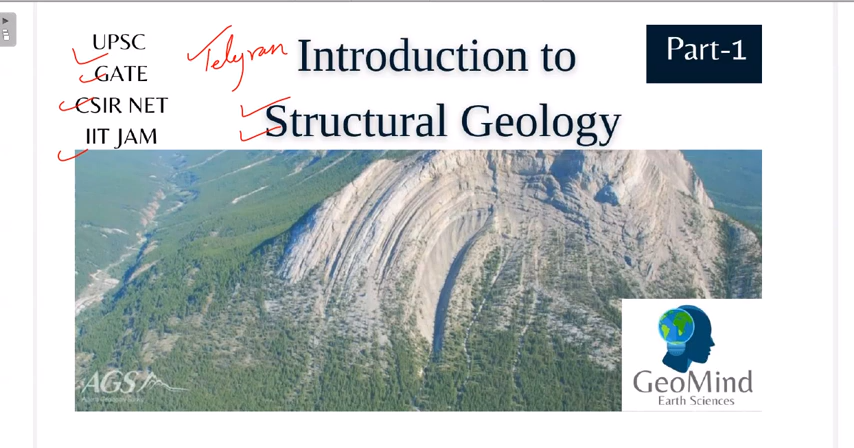 UPSC
GATE
CSIR NET
IIT JAM
Introduction to
Structural Geology
Part-1
AGS
GeoMind
Earth Sciences